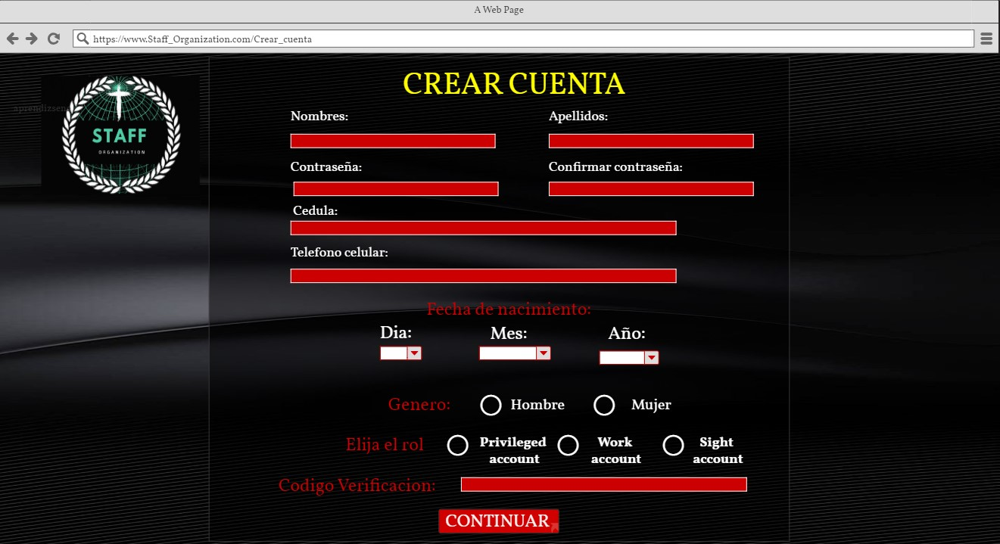 A Web Page
https://www.Staff_Organization.com/Crear_cuenta
CREAR CUENTA
STAFF
ORGANIZATION
Nombres:
Apellidos:
Contraseña:
Confirmar contraseña:
Cedula:
Telefono celular:
Fecha de nacimiento:
Dia:
Mes:
Año:
Genero:
Hombre
Mujer
Elija el rol
Privileged
account
Work
account
Sight
account
Codigo Verificacion:
CONTINUAR